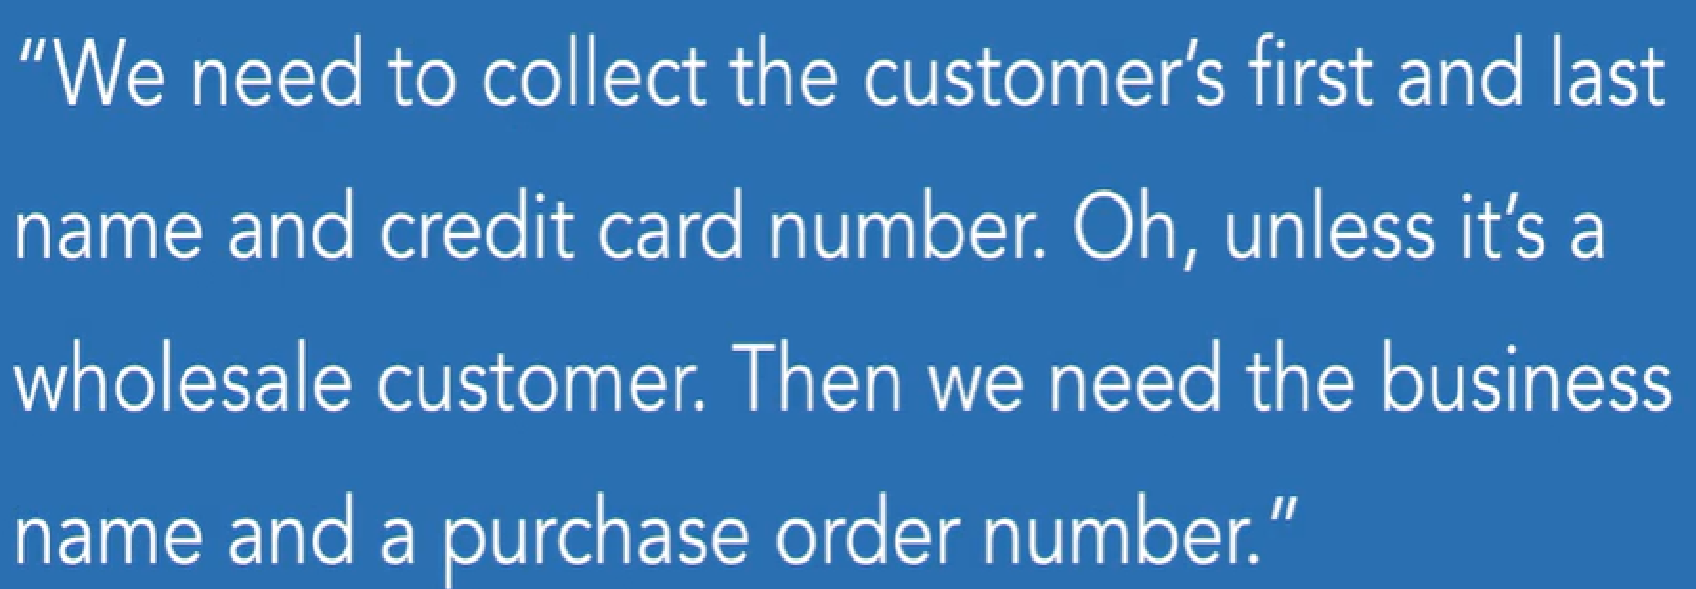 “We need to collect the customer’s first and last
name and credit card number. Oh, unless it’s a
wholesale customer. Then we need the business
name and a purchase order number.”